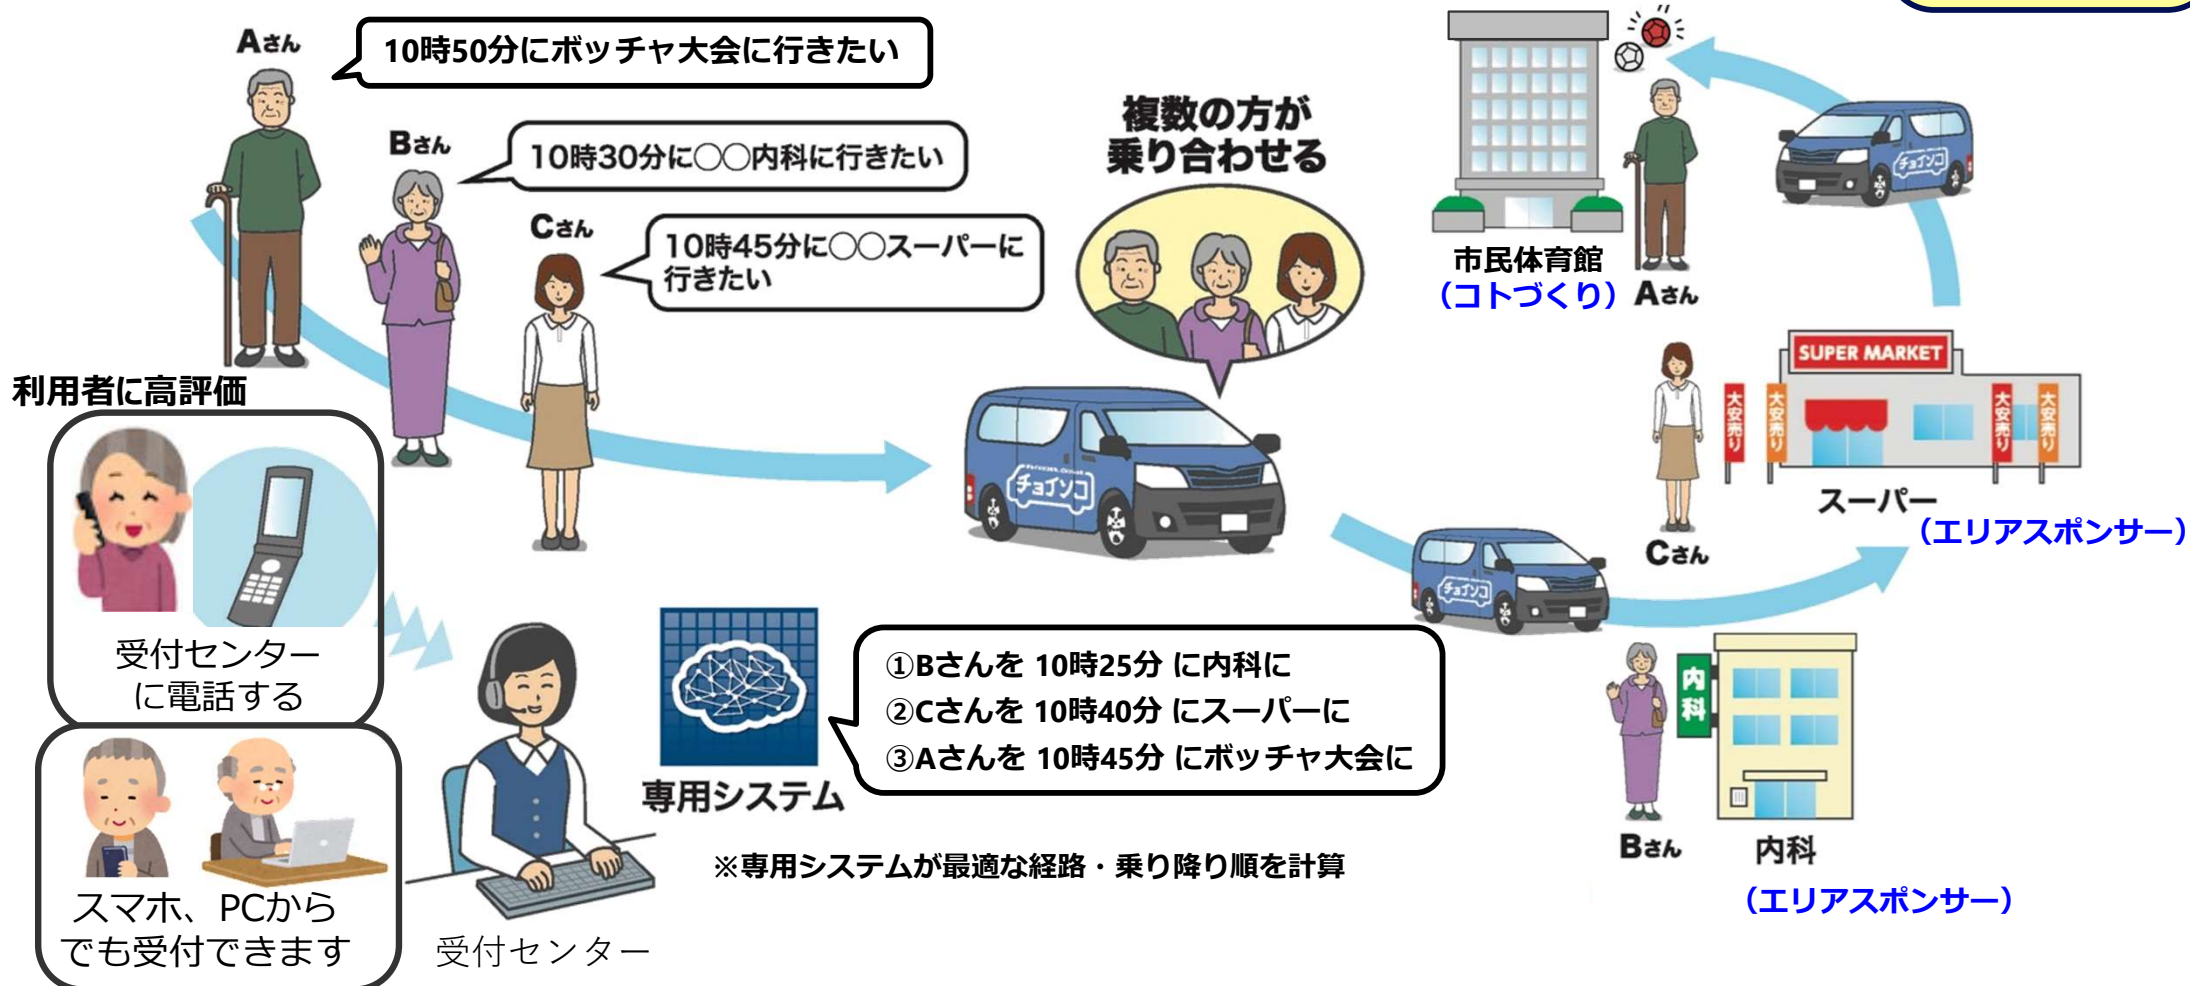 Aさん
10時50分にボッチャ大会に行きたい
Bさん
10時30分に○○内科に行きたい
Cさん
10時45分に○○スーパーに
行きたい
複数の方が
乗り合わせる
チョイソコ
市民体育館
（コトづくり）
Aさん
チョイソコ
SUPER MARKET
大安売り
大安売り
大安売り
大安売り
スーパー
（エリアスポンサー）
Cさん
チョイソコ
内科
Bさん
内科
（エリアスポンサー）
利用者に高評価
受付センター
に電話する
スマホ、PCから
でも受付できます
受付センター
専用システム
①Bさんを 10時25分 に内科に
②Cさんを 10時40分 にスーパーに
③Aさんを 10時45分 にボッチャ大会に
※専用システムが最適な経路・乗り降り順を計算